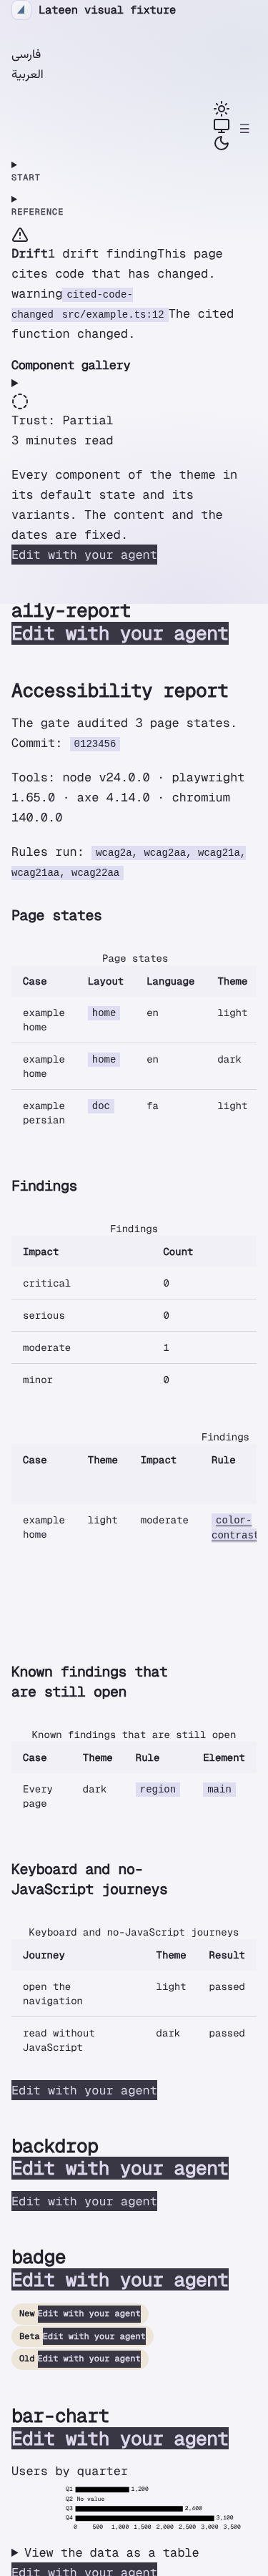 Lateen visual fixture
فارسی
العربية
START
REFERENCE
Drift1 drift findingThis page
cites code that has changed.
warning cited-code-
changed src/example.ts:12 The cited
function changed.
Component gallery
Trust: Partial
3 minutes read
Every component of the theme in
its default state and its
variants. The content and the
dates are fixed.
Edit with your agent
a11y-report
Edit with your agent
Accessibility report
The gate audited 3 page states.
Commit: 0123456
Tools: node v24.0.0 · playwright
1.65.0 · axe 4.14.0 · chromium
140.0.0
Rules run: wcag2a, wcag2aa, wcag21a,
wcag21aa, wcag22aa
Page states
Page states
Case Layout Language Theme
example home home en light
example home home en dark
example persian doc fa light
Findings
Findings
Impact Count
critical 0
serious 0
moderate 1
minor 0
Findings
Case Theme Impact Rule
example home light moderate color-contrast
Known findings that
are still open
Known findings that are still open
Case Theme Rule Element
Every page dark region main
Keyboard and no-
JavaScript journeys
Keyboard and no-JavaScript journeys
Journey Theme Result
open the navigation light passed
read without JavaScript dark passed
Edit with your agent
backdrop
Edit with your agent
Edit with your agent
badge
Edit with your agent
New Edit with your agent
Beta Edit with your agent
Old Edit with your agent
bar-chart
Edit with your agent
Users by quarter
Q1 1,200
Q2 No value
Q3 2,400
Q4 3,100
0 500 1,000 1,500 2,000 2,500 3,000 3,500
View the data as a table
Edit with your agent